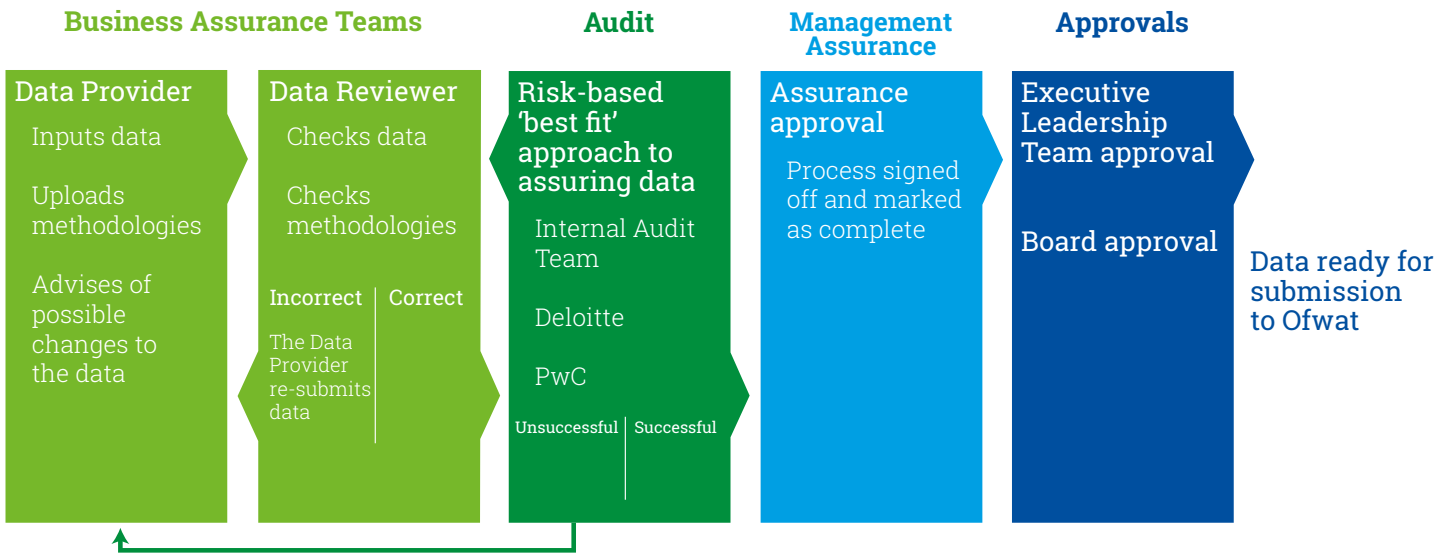 Business Assurance Teams
Audit
Management
Assurance
Approvals
Data Provider
Inputs data
Uploads
methodologies
Advises of
possible
changes to
the data
Data Reviewer
Checks data
Checks
methodologies
Incorrect
Correct
The Data
Provider
re-submits
data
Risk-based
‘best fit’
approach to
assuring data
Internal Audit
Team
Deloitte
PwC
Unsuccessful
Successful
Assurance
approval
Process signed
off and marked
as complete
Executive
Leadership
Team approval
Board approval
Data ready for
submission
to Ofwat